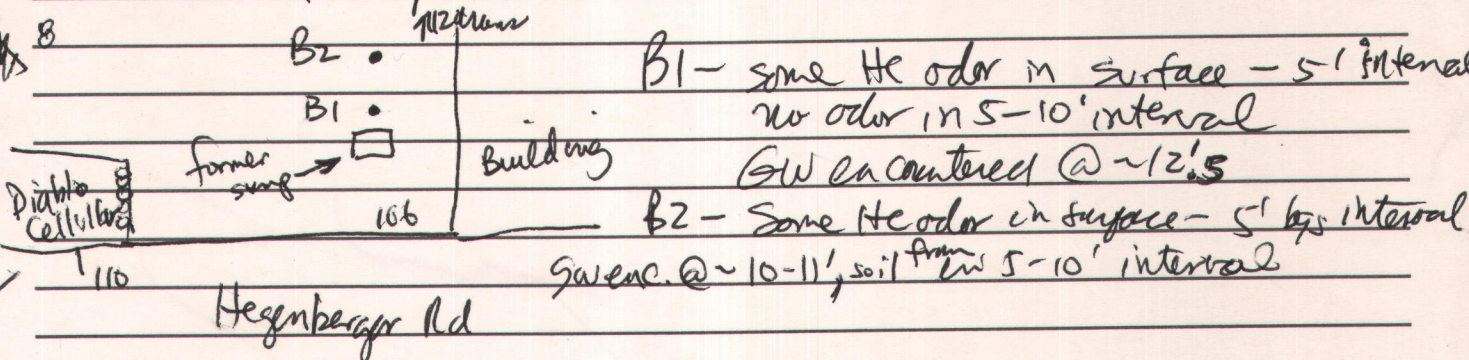 8
B2
B1 - some HC odor in surface - 5' interval
B1
no odor in 5-10' interval
former sump
Building
GW encountered @ ~12.5'
Diablo
Cellular
106
B2 - Some HC odor in surface - 5' bgs interval
110
GW enc. @ ~10-11', soil from in 5-10' interval
Hegenberger Rd